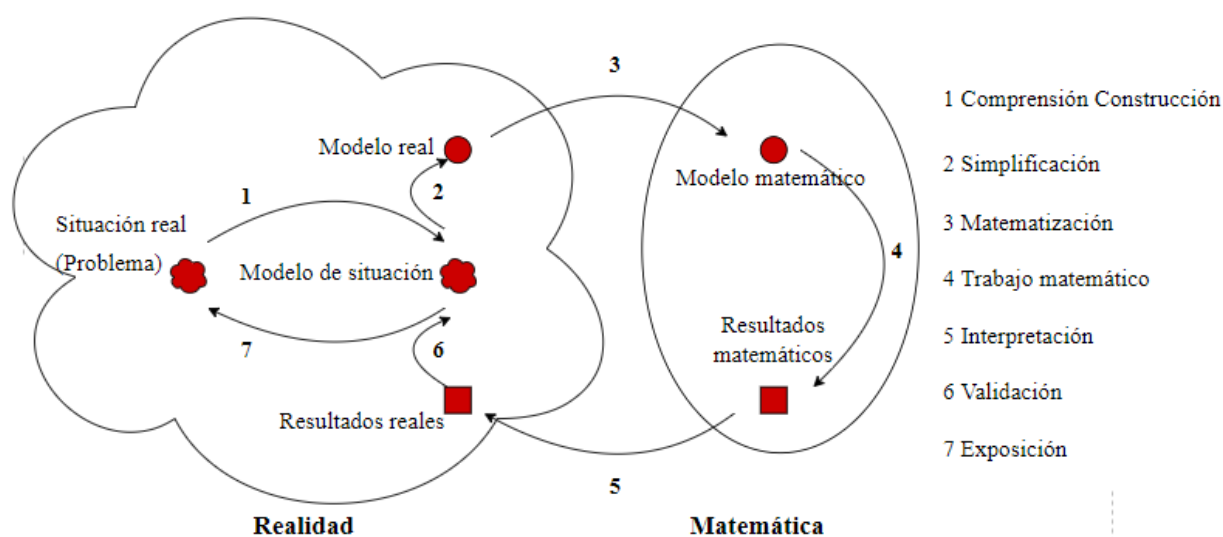 3
Modelo real
2
1
Situación real
(Problema)
Modelo de situación
7
6
Resultados reales
Modelo matemático
4
Resultados
matemáticos
5
Realidad
Matemática
1 Comprensión Construcción
2 Simplificación
3 Matematización
4 Trabajo matemático
5 Interpretación
6 Validación
7 Exposición